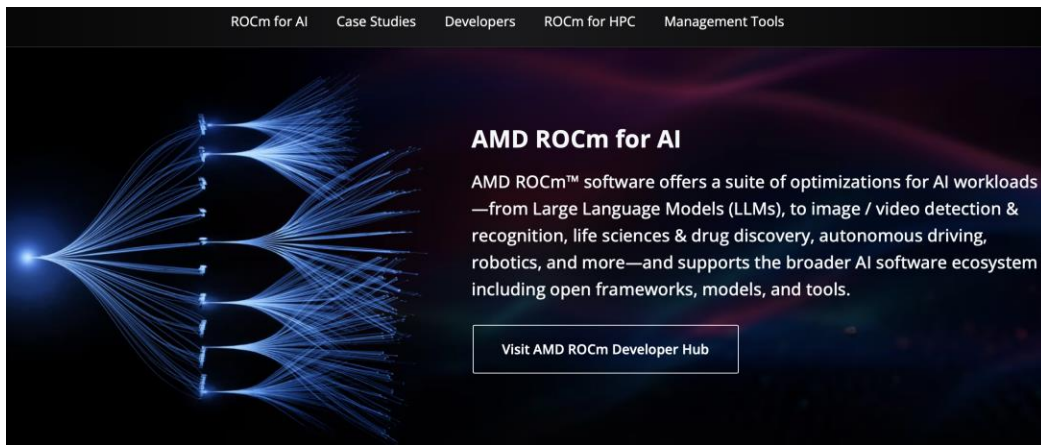 ROCm for AI Case Studies Developers ROCm for HPC Management Tools
AMD ROCm for AI
AMD ROCm™ software offers a suite of optimizations for AI workloads
—from Large Language Models (LLMs), to image / video detection &
recognition, life sciences & drug discovery, autonomous driving,
robotics, and more—and supports the broader AI software ecosystem
including open frameworks, models, and tools.
Visit AMD ROCm Developer Hub